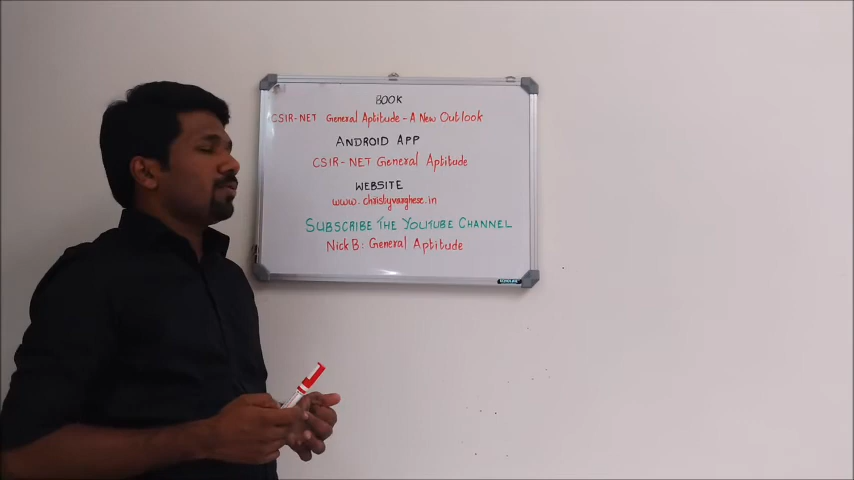 BOOK
CSIR-NET General Aptitude - A New Outlook
ANDROID APP
CSIR-NET General Aptitude
WEBSITE
www.christyvarghese.in
SUBSCRIBE THE YOUTUBE CHANNEL
Nick B: General Aptitude